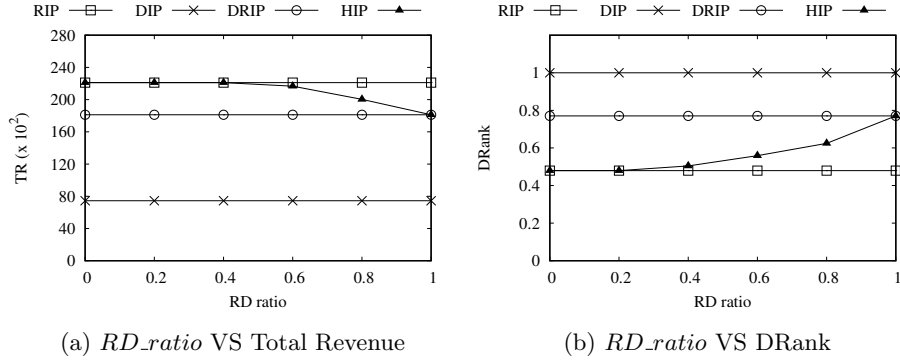 RIP DIP DRIP HIP
280
240
200
160
120
80
40
0
TR (x 10^2)
0 0.2 0.4 0.6 0.8 1
RD ratio
(a) RD_ratio VS Total Revenue
RIP DIP DRIP HIP
1
0.8
0.6
0.4
0.2
0
DRank
0 0.2 0.4 0.6 0.8 1
RD ratio
(b) RD_ratio VS DRank